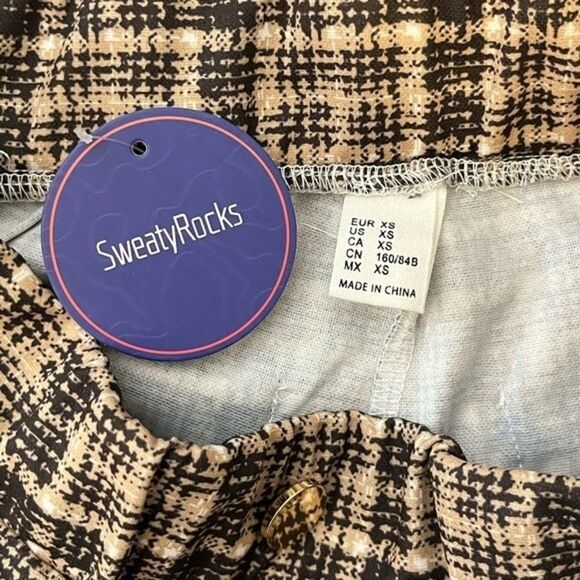 SweatyRocks
EUR XS
US XS
CA XS
CN 160/84B
MX XS
MADE IN CHINA